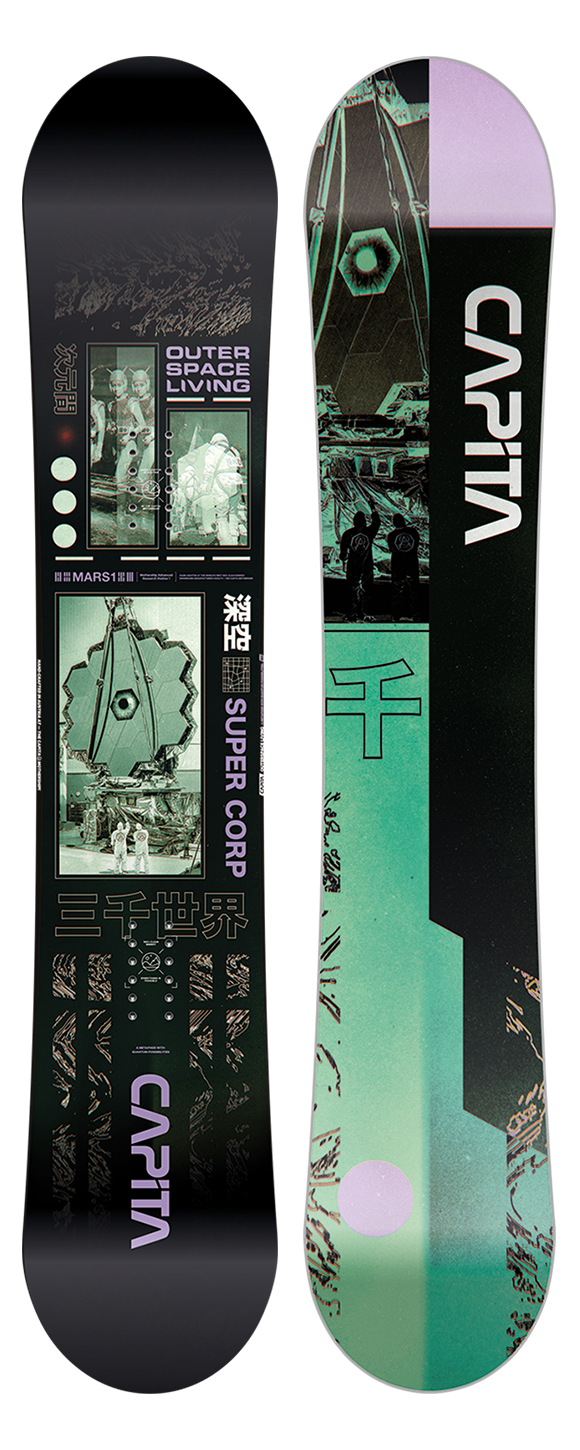 次元間
OUTER
SPACE
LIVING
MARS1
深空
SUPER CORP
三千世界
CAPiTA
CAPiTA
千